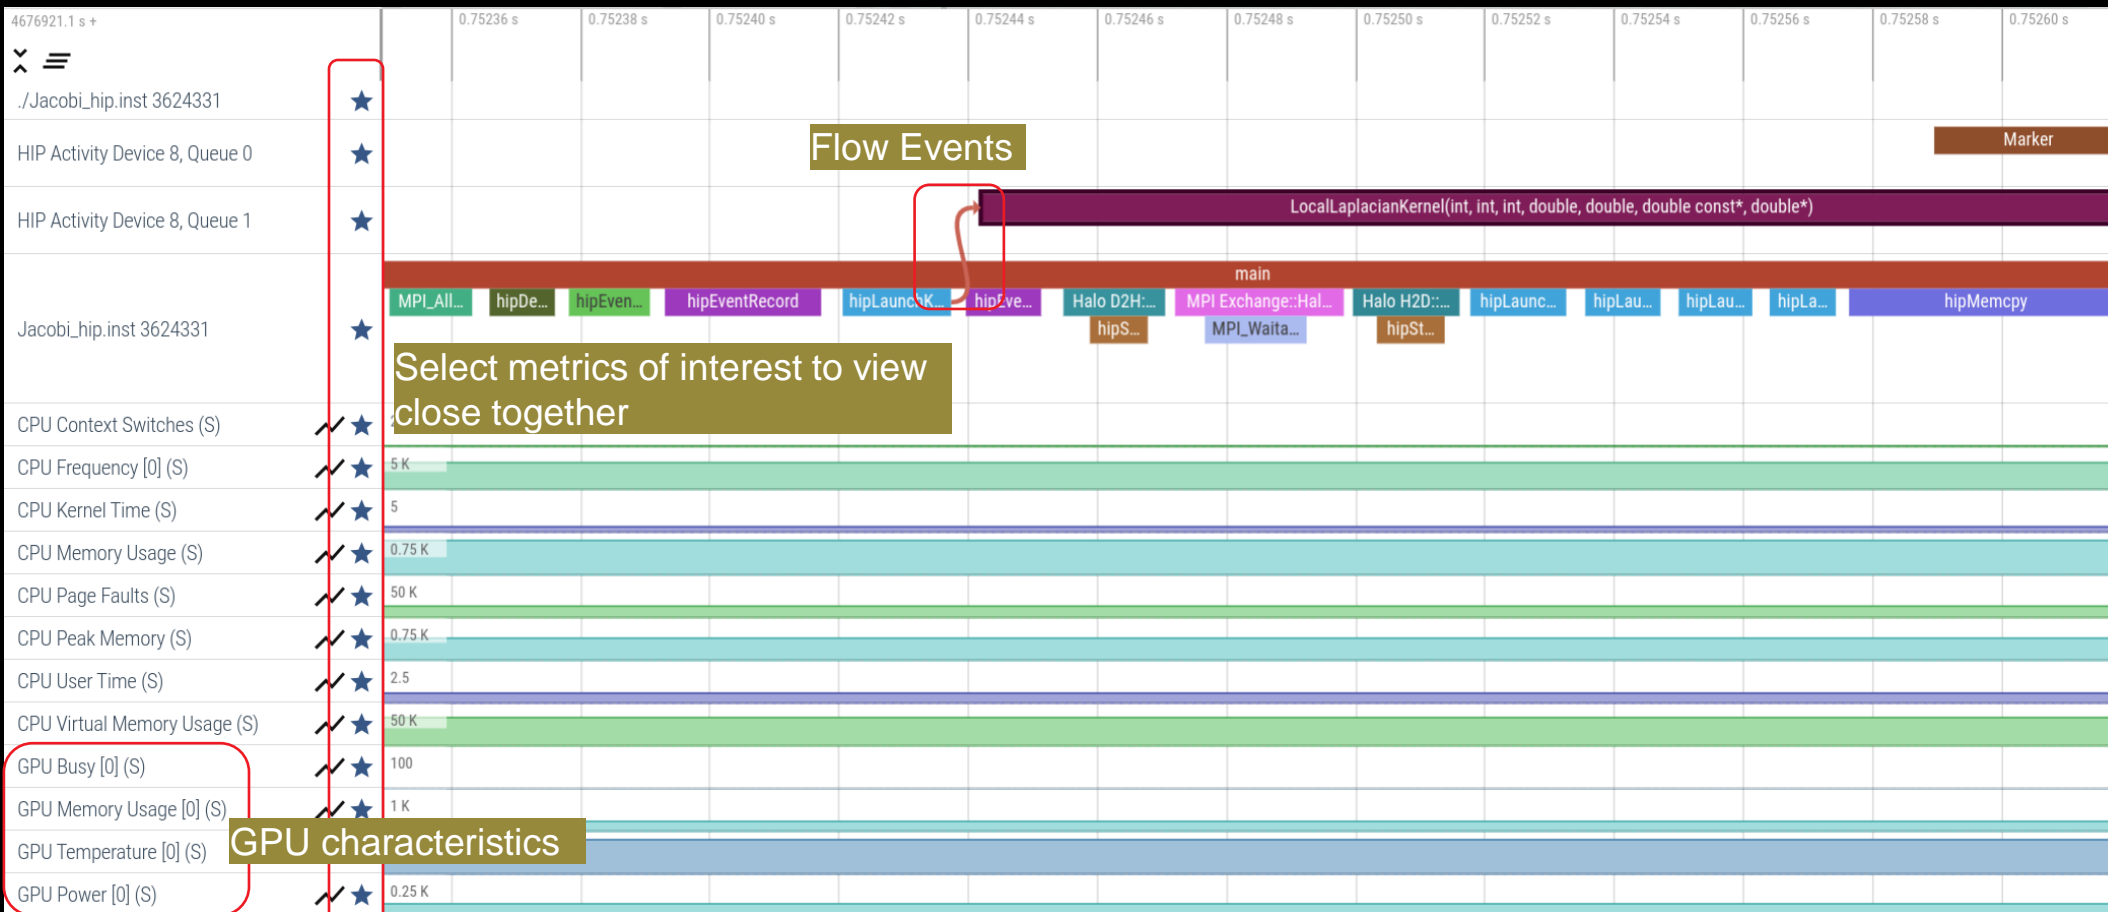 4676921.1 s +
0.75236 s
0.75238 s
0.75240 s
0.75242 s
0.75244 s
0.75246 s
0.75248 s
0.75250 s
0.75252 s
0.75254 s
0.75256 s
0.75258 s
0.75260 s
./Jacobi_hip.inst 3624331
HIP Activity Device 8, Queue 0
Flow Events
Marker
HIP Activity Device 8, Queue 1
LocalLaplacianKernel(int, int, int, double, double, double const*, double*)
main
MPI_All...
hipDe...
hipEven...
hipEventRecord
hipLaunchK...
hipEve...
Halo D2H:...
MPI Exchange::Hal...
Halo H2D::...
hipLaunc...
hipLau...
hipLau...
hipLa...
hipMemcpy
hipS...
MPI_Waita...
hipSt...
Jacobi_hip.inst 3624331
Select metrics of interest to view
close together
CPU Context Switches (S)
CPU Frequency [0] (S)
5 K
CPU Kernel Time (S)
5
CPU Memory Usage (S)
0.75 K
CPU Page Faults (S)
50 K
CPU Peak Memory (S)
0.75 K
CPU User Time (S)
2.5
CPU Virtual Memory Usage (S)
50 K
GPU Busy [0] (S)
100
GPU Memory Usage [0] (S)
1 K
GPU characteristics
GPU Temperature [0] (S)
GPU Power [0] (S)
0.25 K